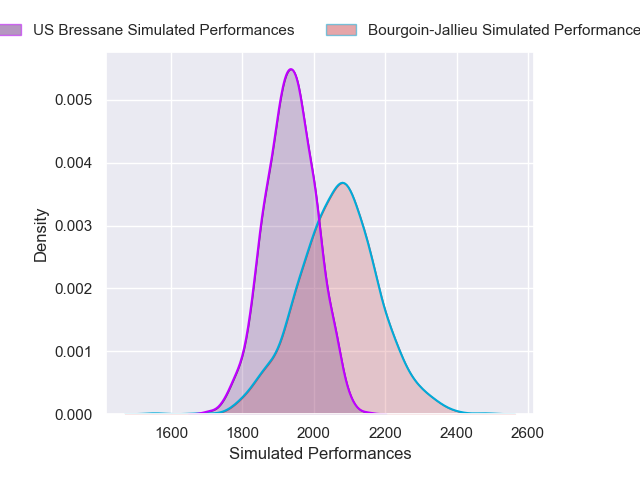 US Bressane Simulated Performances
Bourgoin-Jallieu Simulated Performance
0.005
0.004
0.003
0.002
0.001
0.000
Density
1600 1800 2000 2200 2400 2600
Simulated Performances